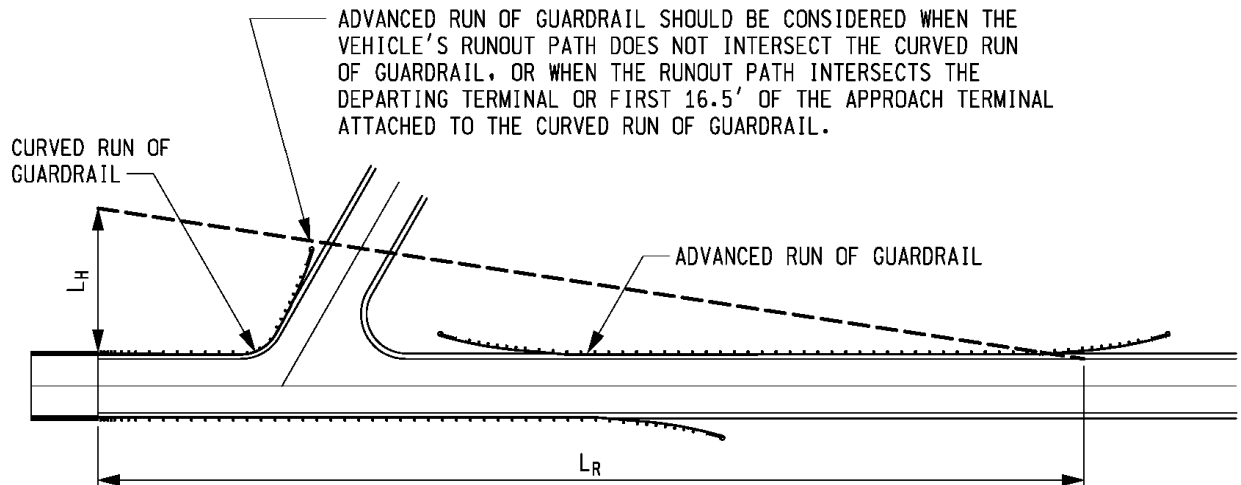 ADVANCED RUN OF GUARDRAIL SHOULD BE CONSIDERED WHEN THE
VEHICLE'S RUNOUT PATH DOES NOT INTERSECT THE CURVED RUN
OF GUARDRAIL, OR WHEN THE RUNOUT PATH INTERSECTS THE
DEPARTING TERMINAL OR FIRST 16.5' OF THE APPROACH TERMINAL
ATTACHED TO THE CURVED RUN OF GUARDRAIL.
CURVED RUN OF
GUARDRAIL
ADVANCED RUN OF GUARDRAIL
LH
LR